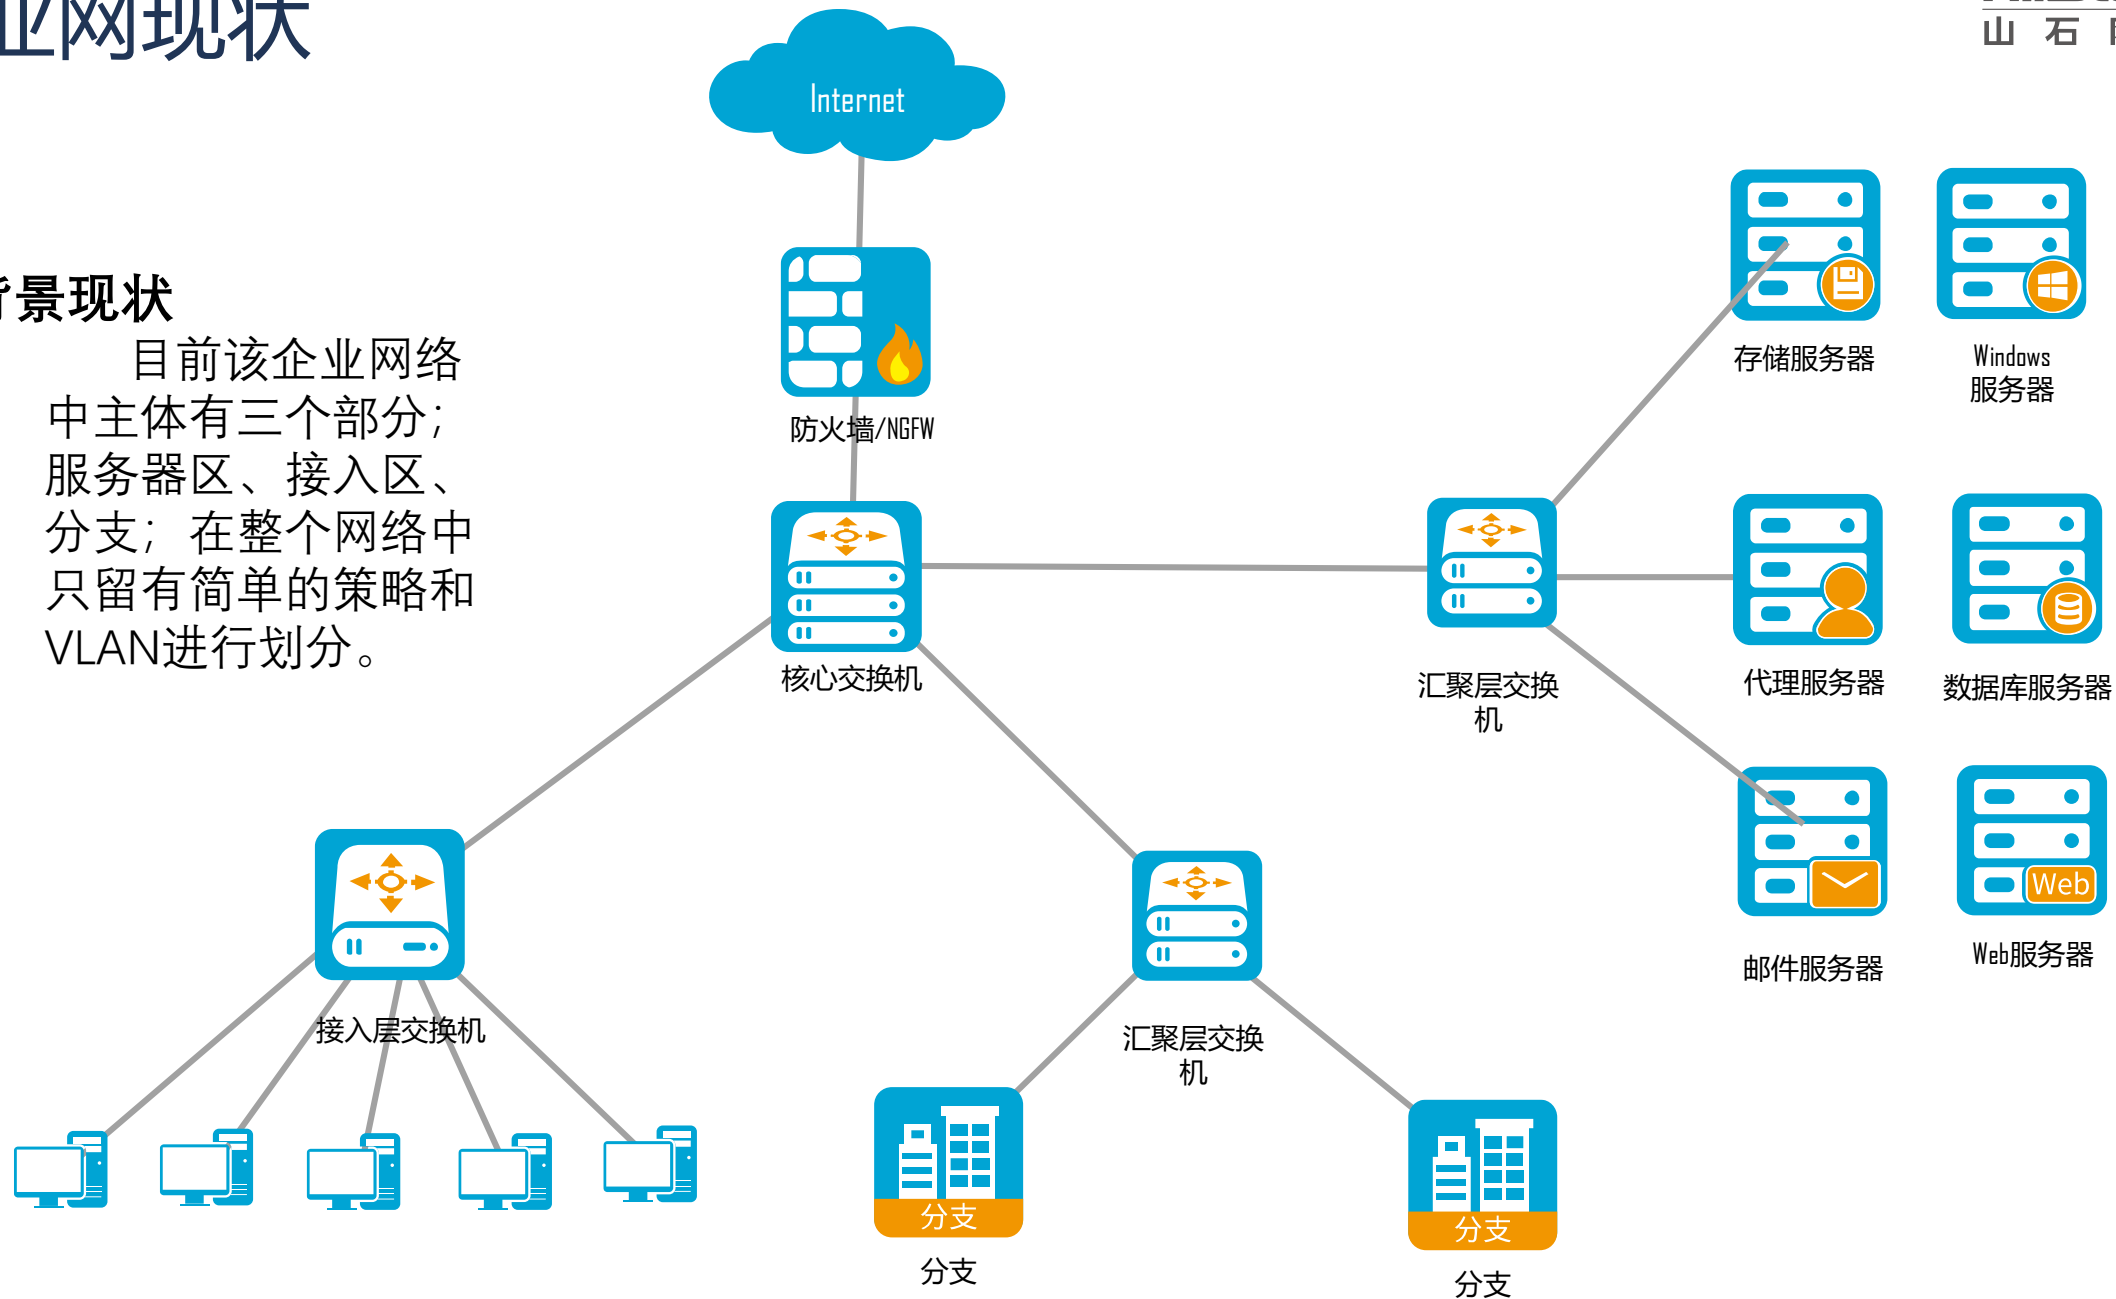 业网现状
山石
Internet
背景现状
目前该企业网络
中主体有三个部分；
服务器区、接入区、
分支；在整个网络中
只留有简单的策略和
VLAN进行划分。
防火墙/NGFW
核心交换机
汇聚层交换
机
存储服务器
Windows
服务器
代理服务器
数据库服务器
Web
邮件服务器
Web服务器
接入层交换机
汇聚层交换
机
分支
分支
分支
分支